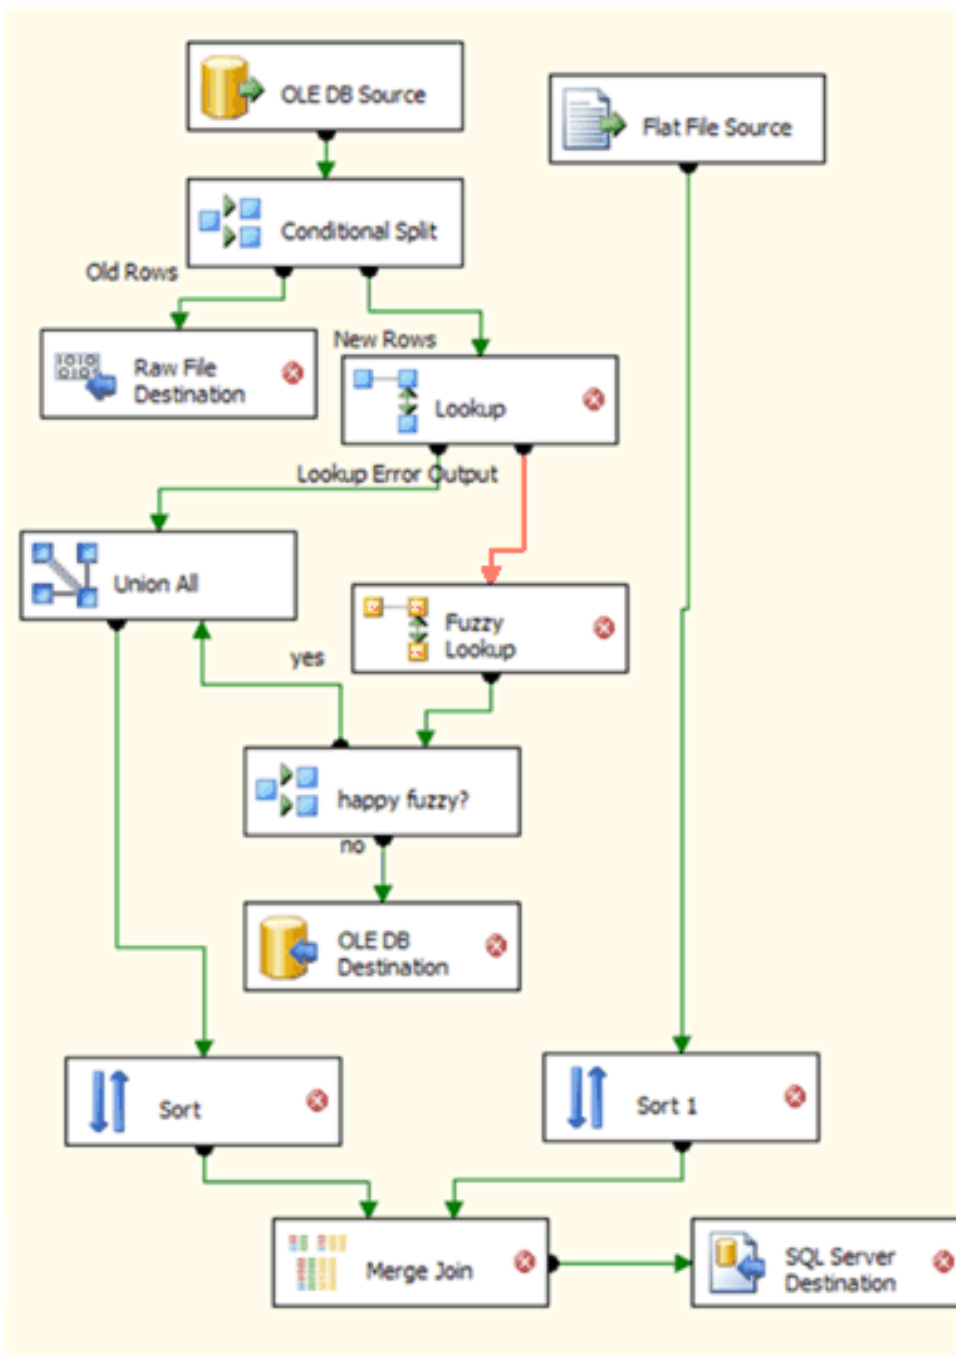 OLE DB Source
Flat File Source
Conditional Split
Old Rows
New Rows
Raw File
Destination
Lookup
Lookup Error Output
Union All
Fuzzy
Lookup
yes
happy fuzzy?
no
OLE DB
Destination
Sort
Sort 1
Merge Join
SQL Server
Destination